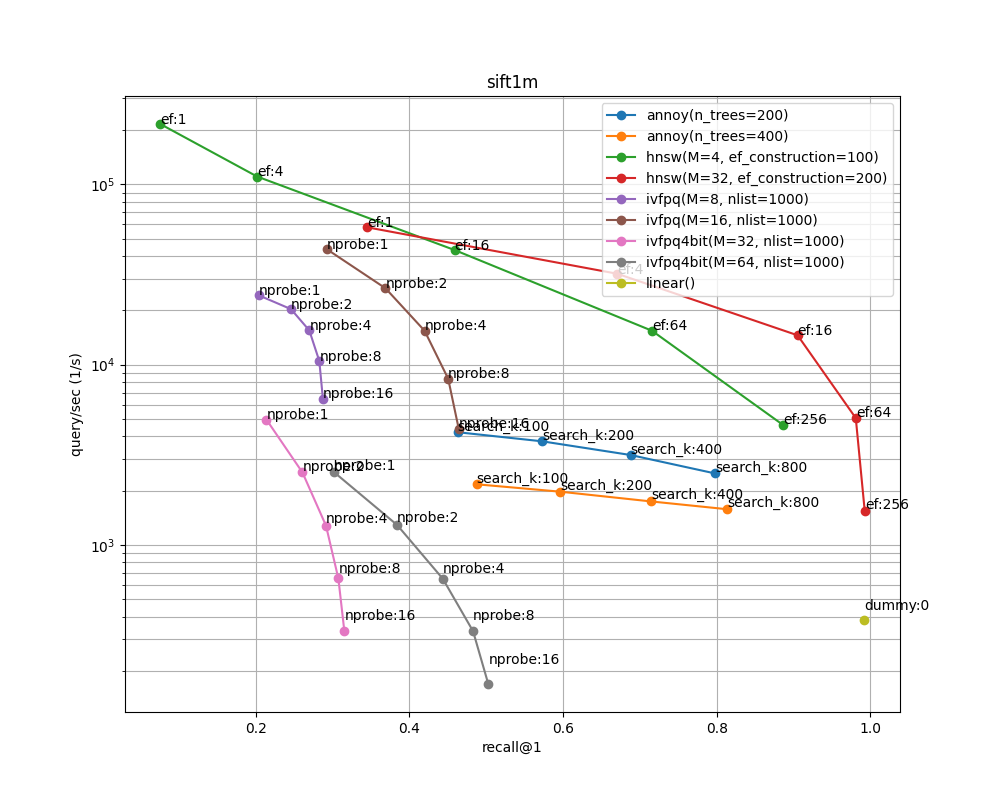 sift1m
annoy(n_trees=200)
annoy(n_trees=400)
hnsw(M=4, ef_construction=100)
hnsw(M=32, ef_construction=200)
ivfpq(M=8, nlist=1000)
ivfpq(M=16, nlist=1000)
ivfpq4bit(M=32, nlist=1000)
ivfpq4bit(M=64, nlist=1000)
linear()
ef:1
ef:4
ef:1
ef:16
ef:4
nprobe:1
nprobe:2
nprobe:1
nprobe:2
nprobe:4
nprobe:4
ef:64
ef:16
nprobe:8
nprobe:8
nprobe:16
nprobe:1
nprobe:16
search_k:100
search_k:200
search_k:400
search_k:800
ef:256
ef:64
nprobe:2
nprobe:1
search_k:100
search_k:200
search_k:400
search_k:800
ef:256
nprobe:4
nprobe:2
nprobe:8
nprobe:4
nprobe:16
nprobe:8
dummy:0
nprobe:16
10^5
10^4
10^3
query/sec (1/s)
0.2 0.4 0.6 0.8 1.0
recall@1